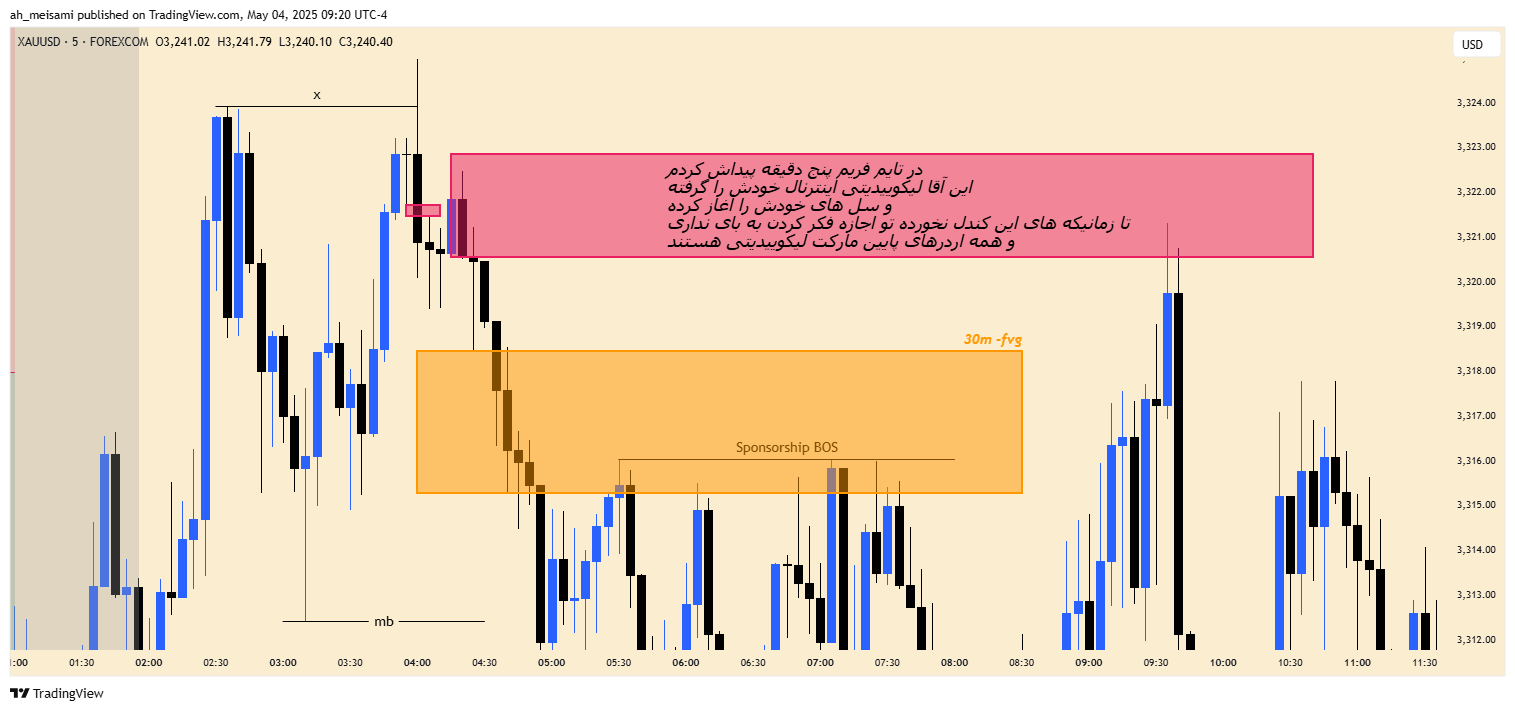 ah_meisami published on TradingView.com, May 04, 2025 09:20 UTC-4
XAUUSD · 5 · FOREXCOM O3,241.02 H3,241.79 L3,240.10 C3,240.40
USD
x
در تایم فریم پنج دقیقه پیداش کردم
این آقا لیکوییدیتی اینترنال خودش را گرفته
و سل های خودش را آغاز کرده
تا زمانیکه های این کندل نخورده تو اجازه فکر کردن به بای نداری
و همه اردرهای پایین مارکت لیکوییدیتی هستند
30m -fvg
Sponsorship BOS
mb
3,324.00
3,323.00
3,322.00
3,321.00
3,320.00
3,319.00
3,318.00
3,317.00
3,316.00
3,315.00
3,314.00
3,313.00
3,312.00
1:00 01:30 02:00 02:30 03:00 03:30 04:00 04:30 05:00 05:30 06:00 06:30 07:00 07:30 08:00 08:30 09:00 09:30 10:00 10:30 11:00 11:30
TradingView